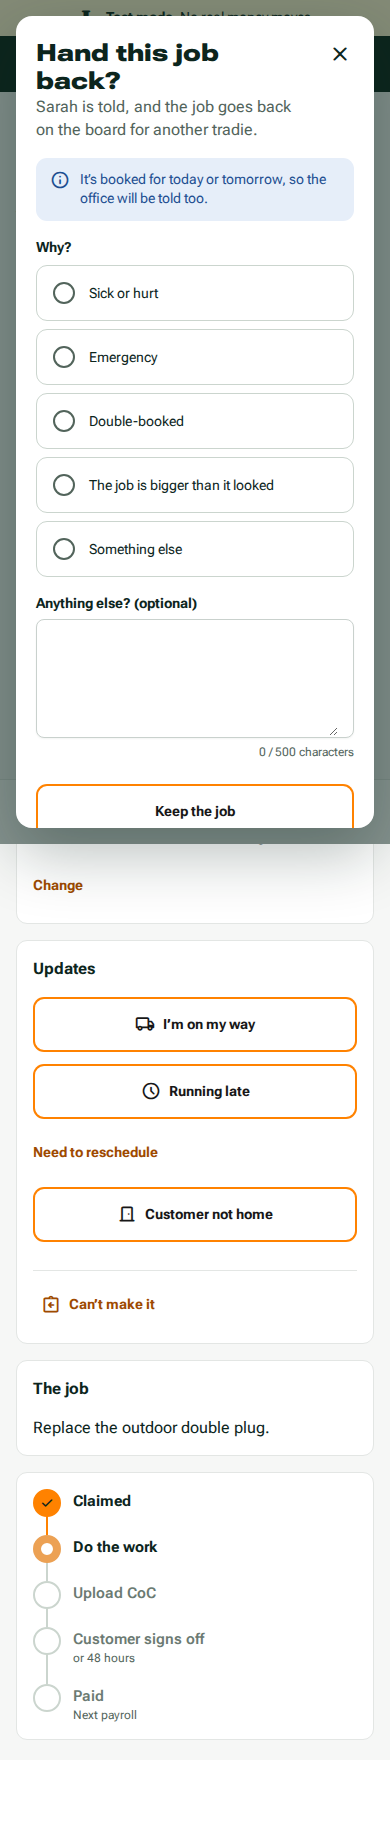 Hand this job
back?
Sarah is told, and the job goes back
on the board for another tradie.
It's booked for today or tomorrow, so the
office will be told too.
Why?
Sick or hurt
Emergency
Double-booked
The job is bigger than it looked
Something else
Anything else? (optional)
0 / 500 characters
Keep the job
Change
Updates
I'm on my way
Running late
Need to reschedule
Customer not home
Can't make it
The job
Replace the outdoor double plug.
Claimed
Do the work
Upload CoC
Customer signs off
or 48 hours
Paid
Next payroll